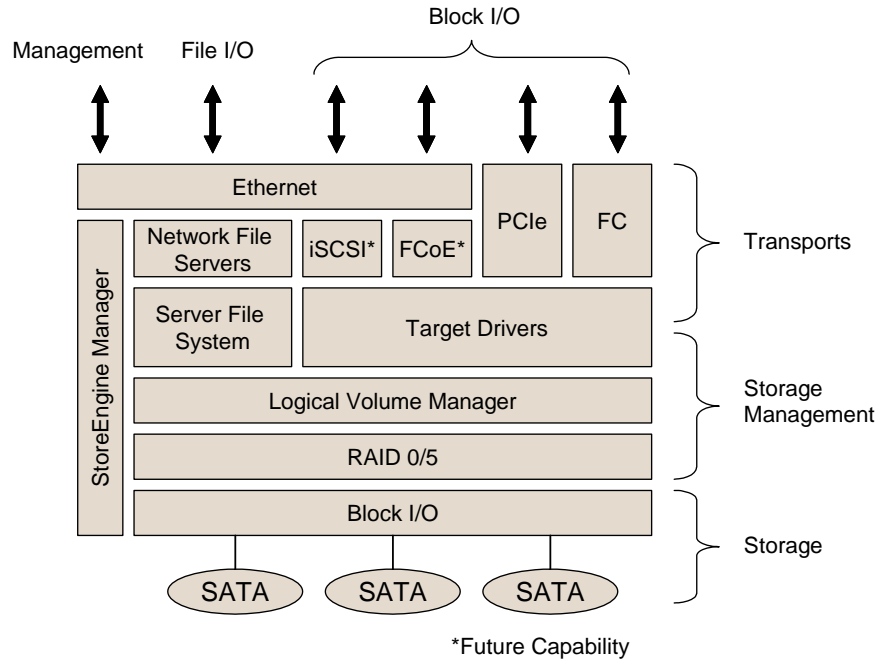 Block I/O
Management
File I/O
Ethernet
PCIe
FC
Network File
Servers
iSCSI*
FCoE*
Transports
StoreEngine Manager
Server File
System
Target Drivers
Logical Volume Manager
Storage
Management
RAID 0/5
Block I/O
Storage
SATA
SATA
SATA
*Future Capability